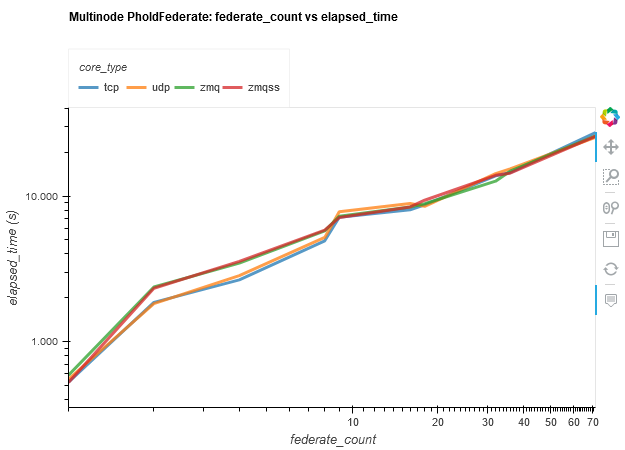 Multinode PholdFederate: federate_count vs elapsed_time
core_type
tcp udp zmq zmqss
10.000
1.000
elapsed_time (s)
10 20 30 40 50 60 70
federate_count